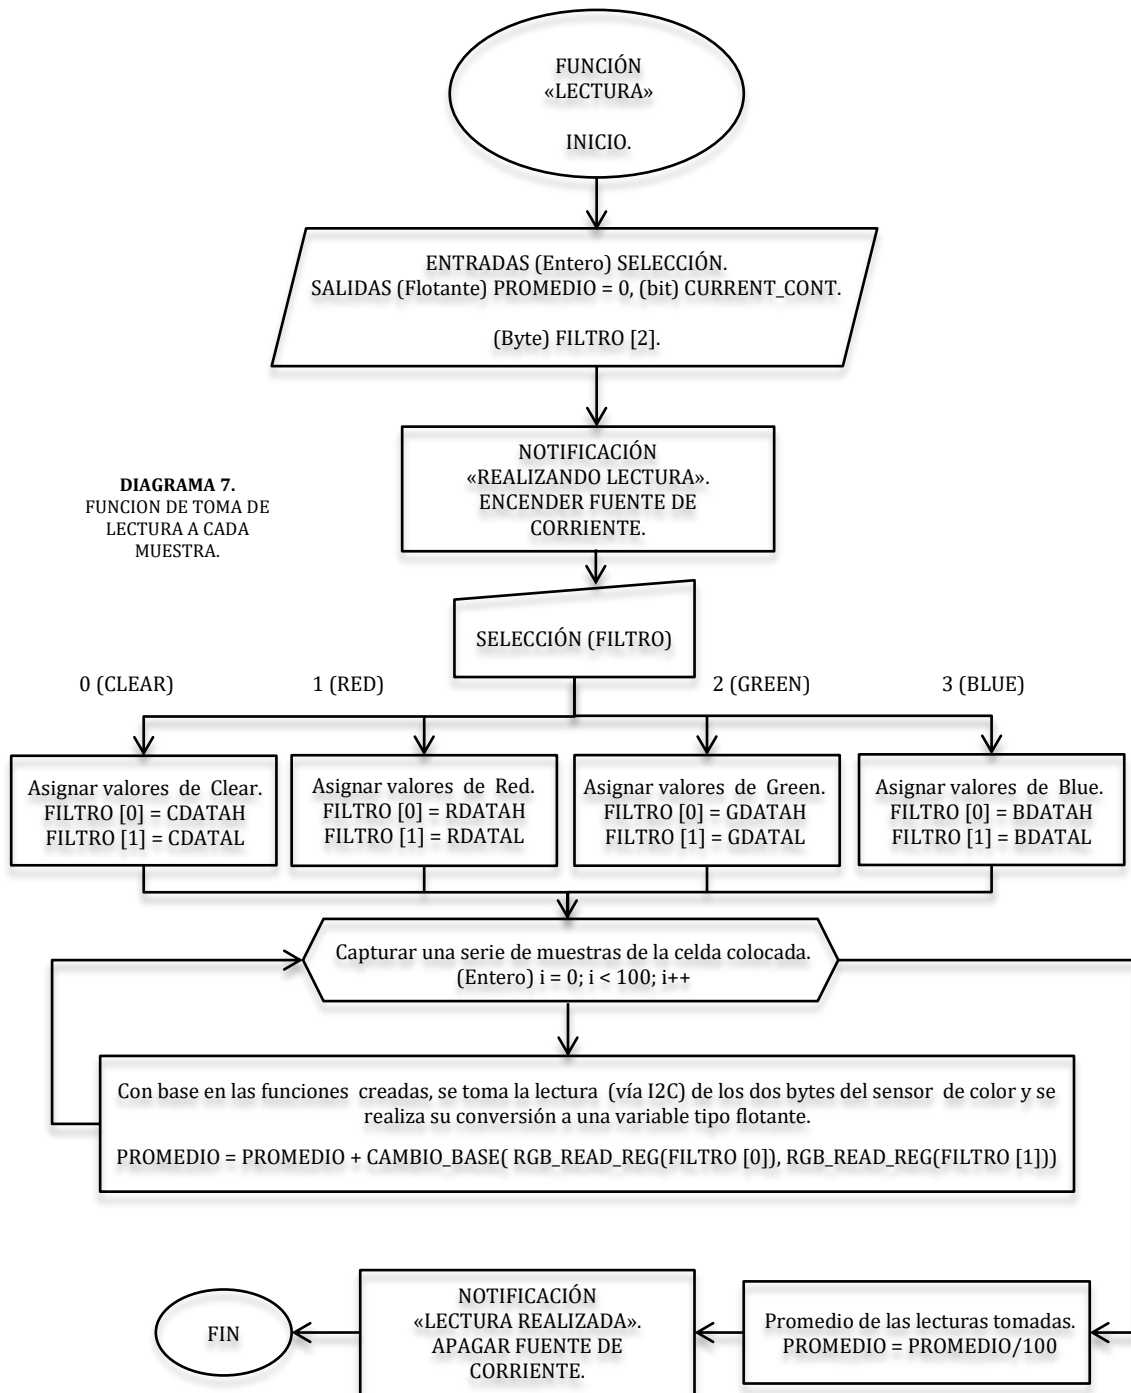 FUNCIÓN
«LECTURA»
INICIO.
ENTRADAS (Entero) SELECCIÓN.
SALIDAS (Flotante) PROMEDIO = 0, (bit) CURRENT_CONT.
(Byte) FILTRO [2].
NOTIFICACIÓN
«REALIZANDO LECTURA».
ENCENDER FUENTE DE
CORRIENTE.
DIAGRAMA 7.
FUNCION DE TOMA DE
LECTURA A CADA
MUESTRA.
SELECCIÓN (FILTRO)
0 (CLEAR)
1 (RED)
2 (GREEN)
3 (BLUE)
Asignar valores de Clear.
FILTRO [0] = CDATAH
FILTRO [1] = CDATAL
Asignar valores de Red.
FILTRO [0] = RDATAH
FILTRO [1] = RDATAL
Asignar valores de Green.
FILTRO [0] = GDATAH
FILTRO [1] = GDATAL
Asignar valores de Blue.
FILTRO [0] = BDATAH
FILTRO [1] = BDATAL
Capturar una serie de muestras de la celda colocada.
(Entero) i = 0; i < 100; i++
Con base en las funciones creadas, se toma la lectura (vía I2C) de los dos bytes del sensor de color y se
realiza su conversión a una variable tipo flotante.
PROMEDIO = PROMEDIO + CAMBIO_BASE( RGB_READ_REG(FILTRO [0]), RGB_READ_REG(FILTRO [1]))
FIN
NOTIFICACIÓN
«LECTURA REALIZADA».
APAGAR FUENTE DE
CORRIENTE.
Promedio de las lecturas tomadas.
PROMEDIO = PROMEDIO/100